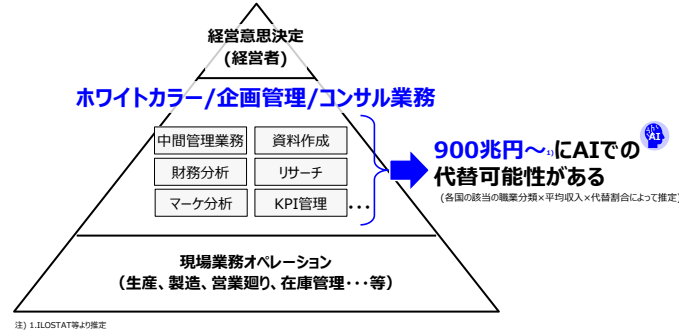 経営意思決定
(経営者)
ホワイトカラー/企画管理/コンサル業務
中間管理業務
資料作成
財務分析
リサーチ
マーケ分析
KPI管理
...
900兆円～1)にAIでの
代替可能性がある
(各国の該当の職業分類×平均収入×代替割合によって推定)
AI
現場業務オペレーション
（生産、製造、営業廻り、在庫管理・・・等）
注) 1.ILOSTAT等より推定